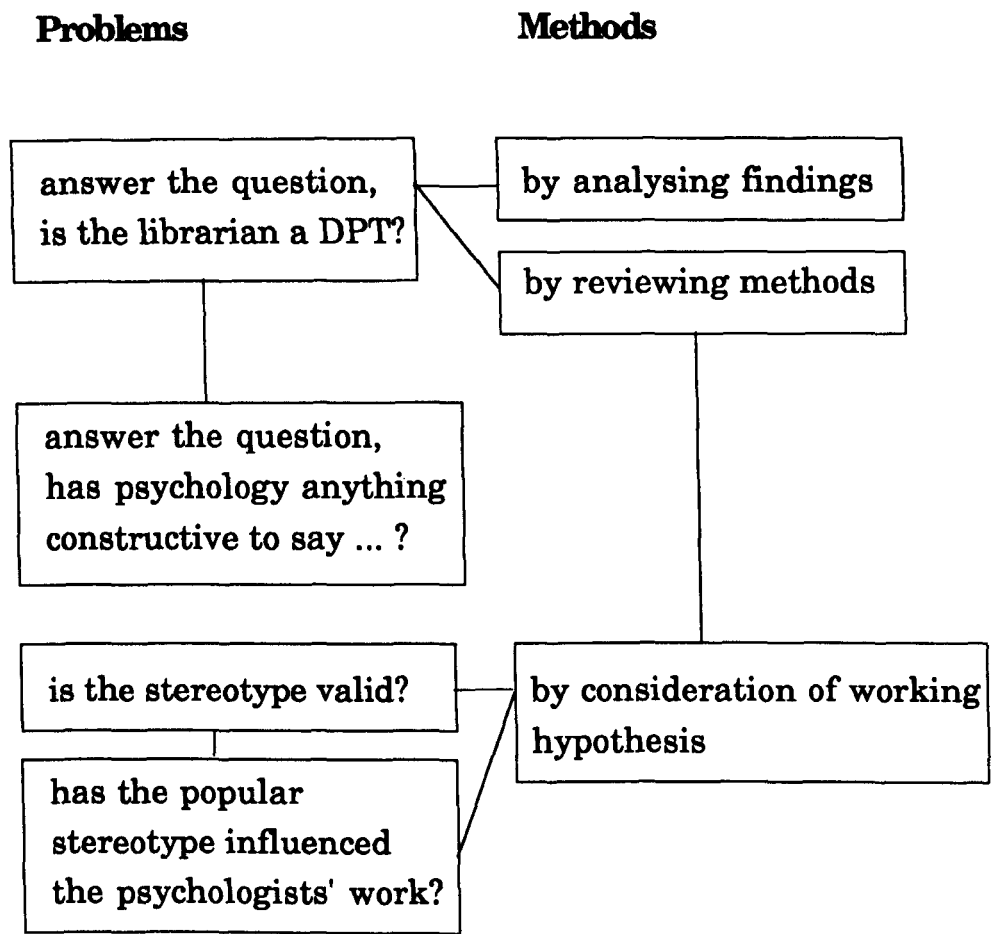 Problems
Methods
answer the question,
is the librarian a DPT?
by analysing findings
by reviewing methods
answer the question,
has psychology anything
constructive to say ... ?
is the stereotype valid?
by consideration of working
hypothesis
has the popular
stereotype influenced
the psychologists' work?